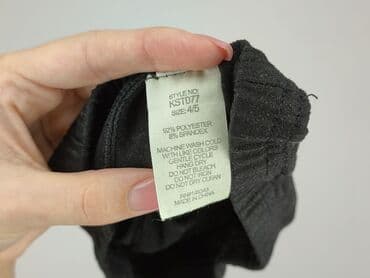 STYLE NO:
KST077
SIZE: 4/5
92% POLYESTER
8% SPANDEX
MACHINE WASH COLD
WITH LIKE COLORS
GENTLE CYCLE
HANG DRY
DO NOT BLEACH
DO NOT IRON
DO NOT DRY CLEAN
MADE IN CHINA